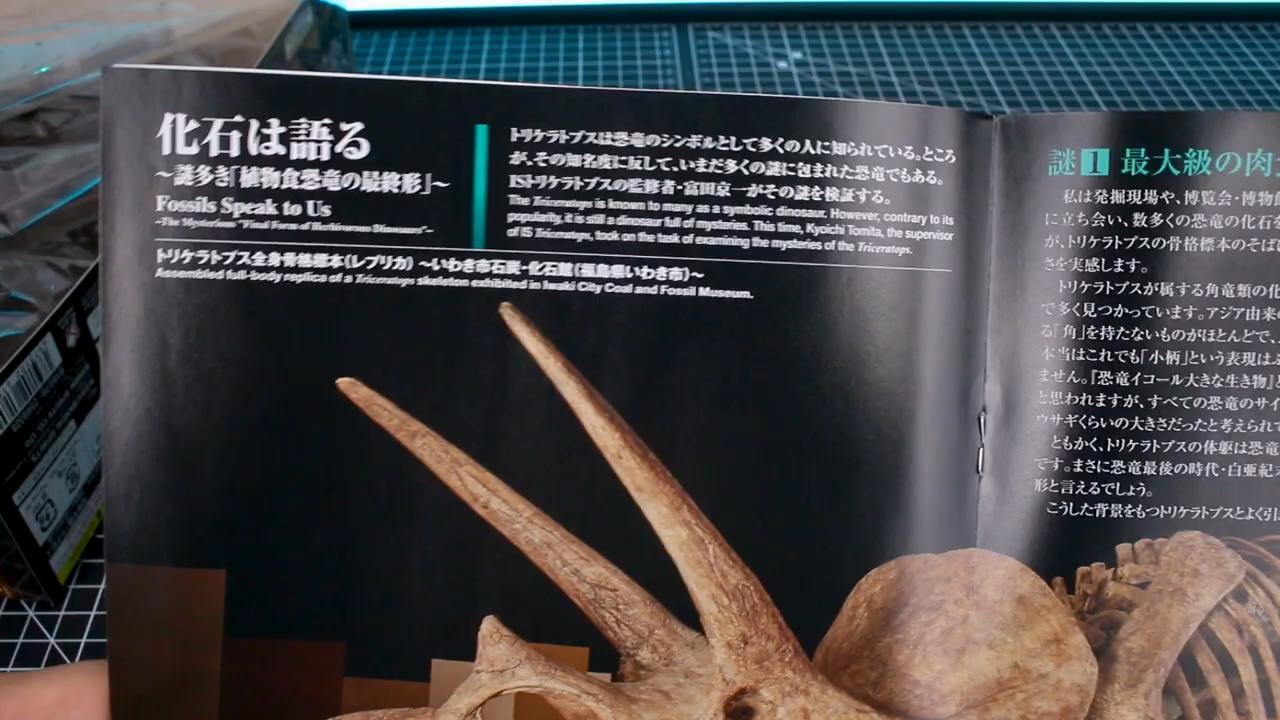 化石は語る
〜謎多き「植物食恐竜の最終形」〜
Fossils Speak to Us
~The Mysterious "Final Form of Herbivorous Dinosaurs"~
トリケラトプスは恐竜のシンボルとして多くの人に知られている。ところ
が、その知名度に反して、いまだ多くの謎に包まれた恐竜でもある。
ISトリケラトプスの監修者・富田京一がその謎を検証する。
The Triceratops is known to many as a symbolic dinosaur. However, contrary to its
popularity, it is still a dinosaur full of mysteries. This time, Kyoichi Tomita, the supervisor
of IS Triceratops, took on the task of examining the mysteries of the Triceratops.
トリケラトプス全身骨格標本(レプリカ) 〜いわき市石炭・化石館(福島県いわき市)〜
Assembled full-body replica of a Triceratops skeleton exhibited in Iwaki City Coal and Fossil Museum.
謎1 最大級の肉
私は発掘現場や、博覧会・博物
に立ち会い、数多くの恐竜の化石
が、トリケラトプスの骨格標本のそば
さを実感します。
トリケラトプスが属する角竜類の化
で多く見つかっています。アジア由来の
る「角」を持たないものがほとんどで、
本当はこれでも「小柄」という表現は
ません。『恐竜イコール大きな生き物』
と思われますが、すべての恐竜のサイ
ウサギくらいの大きさだったと考えられて
ともかく、トリケラトプスの体躯は恐竜
です。まさに恐竜最後の時代・白亜紀
形と言えるでしょう。
こうした背景をもつトリケラトプスとよく引